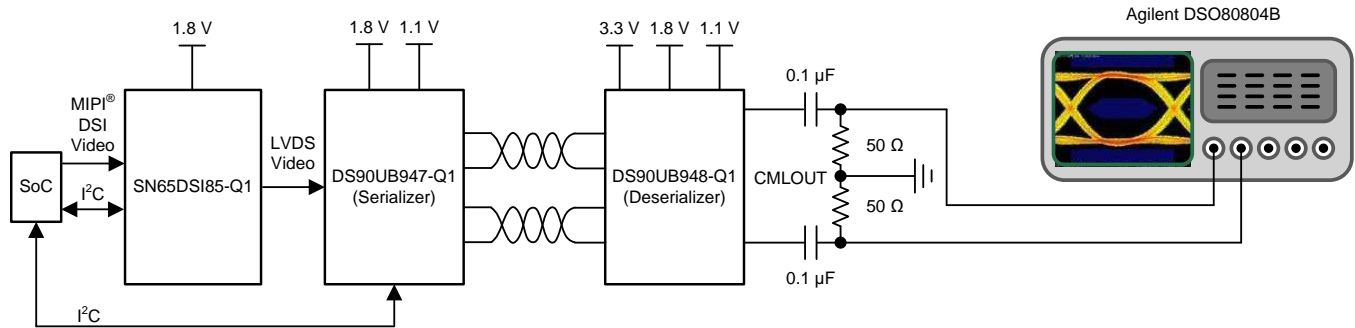 Agilent DSO80804B
1.8 V
1.8 V
1.1 V
3.3 V
1.8 V
1.1 V
0.1 µF
MIPI®
DSI
Video
LVDS
Video
50 Ω
SoC
SN65DSI85-Q1
DS90UB947-Q1
(Serializer)
DS90UB948-Q1
(Deserializer)
CMLOUT
I²C
50 Ω
0.1 µF
I²C